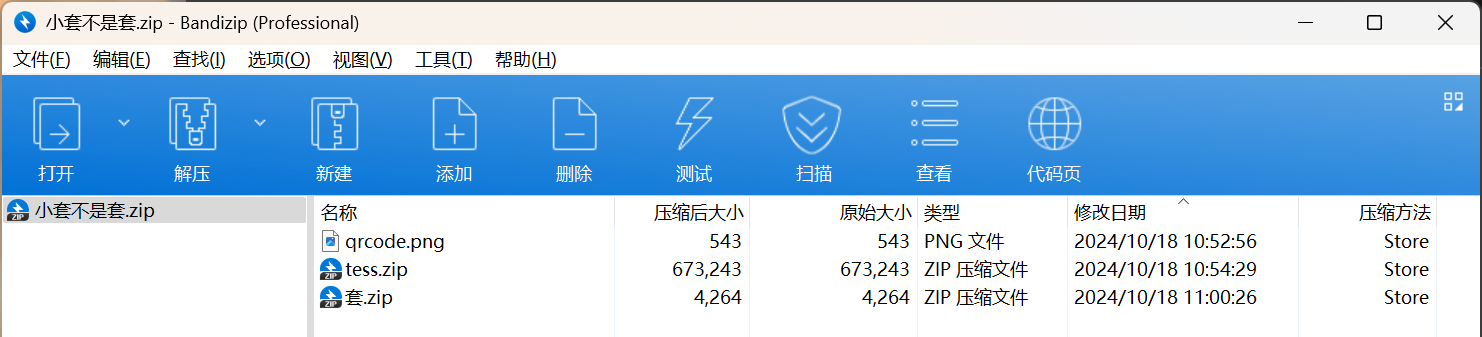 小套不是套.zip - Bandizip (Professional)
文件(F) 编辑(E) 查找(I) 选项(O) 视图(V) 工具(T) 帮助(H)
打开 解压 新建 添加 删除 测试 扫描 查看 代码页
小套不是套.zip
名称 压缩后大小 原始大小 类型 修改日期 压缩方法
qrcode.png 543 543 PNG 文件 2024/10/18 10:52:56 Store
tess.zip 673,243 673,243 ZIP 压缩文件 2024/10/18 10:54:29 Store
套.zip 4,264 4,264 ZIP 压缩文件 2024/10/18 11:00:26 Store